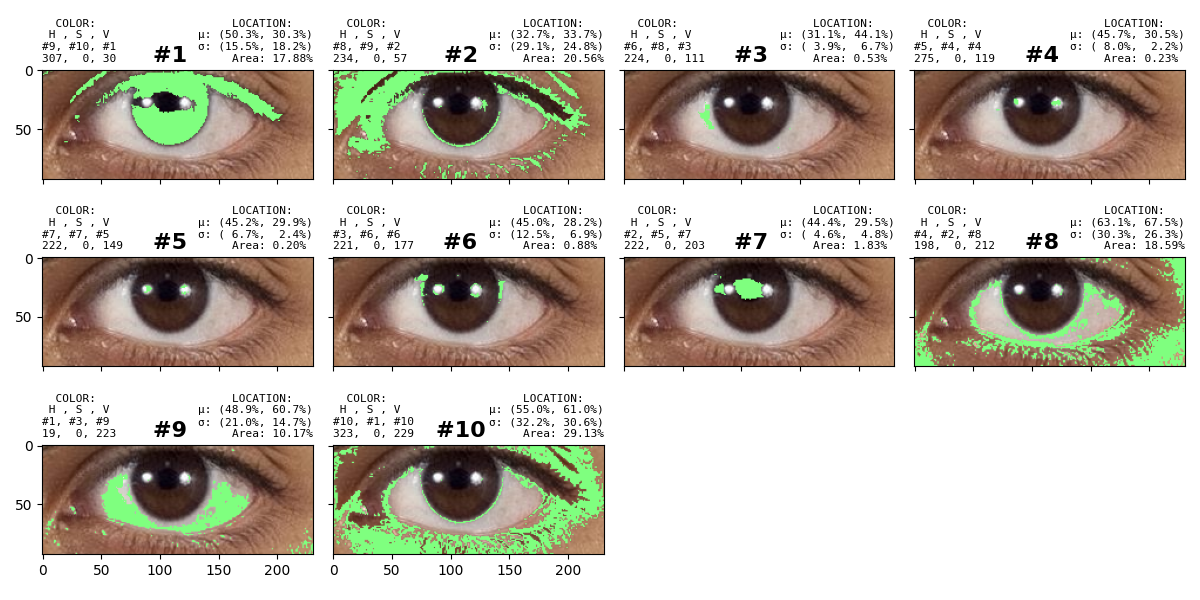 COLOR: LOCATION:
H , S , V μ: (50.3%, 30.3%)
#9, #10, #1 σ: (15.5%, 18.2%)
307,  0, 30 #1 Area: 17.88%
COLOR: LOCATION:
H , S , V μ: (32.7%, 33.7%)
#8, #9, #2 σ: (29.1%, 24.8%)
234,  0, 57 #2 Area: 20.56%
COLOR: LOCATION:
H , S , V μ: (31.1%, 44.1%)
#6, #8, #3 σ: ( 3.9%,  6.7%)
224,  0, 111 #3 Area: 0.53%
COLOR: LOCATION:
H , S , V μ: (45.7%, 30.5%)
#5, #4, #4 σ: ( 8.0%,  2.2%)
275,  0, 119 #4 Area: 0.23%
0
50
COLOR: LOCATION:
H , S , V μ: (45.2%, 29.9%)
#7, #7, #5 σ: ( 6.7%,  2.4%)
222,  0, 149 #5 Area: 0.20%
COLOR: LOCATION:
H , S , V μ: (45.0%, 28.2%)
#3, #6, #6 σ: (12.5%,  6.9%)
221,  0, 177 #6 Area: 0.88%
COLOR: LOCATION:
H , S , V μ: (44.4%, 29.5%)
#2, #5, #7 σ: ( 4.6%,  4.8%)
222,  0, 203 #7 Area: 1.83%
COLOR: LOCATION:
H , S , V μ: (63.1%, 67.5%)
#4, #2, #8 σ: (30.3%, 26.3%)
198,  0, 212 #8 Area: 18.59%
0
50
COLOR: LOCATION:
H , S , V μ: (48.9%, 60.7%)
#1, #3, #9 σ: (21.0%, 14.7%)
19,  0, 223 #9 Area: 10.17%
COLOR: LOCATION:
H , S , V μ: (55.0%, 61.0%)
#10, #1, #10 σ: (32.2%, 30.6%)
323,  0, 229 #10 Area: 29.13%
0
50
0 50 100 150 200
0 50 100 150 200